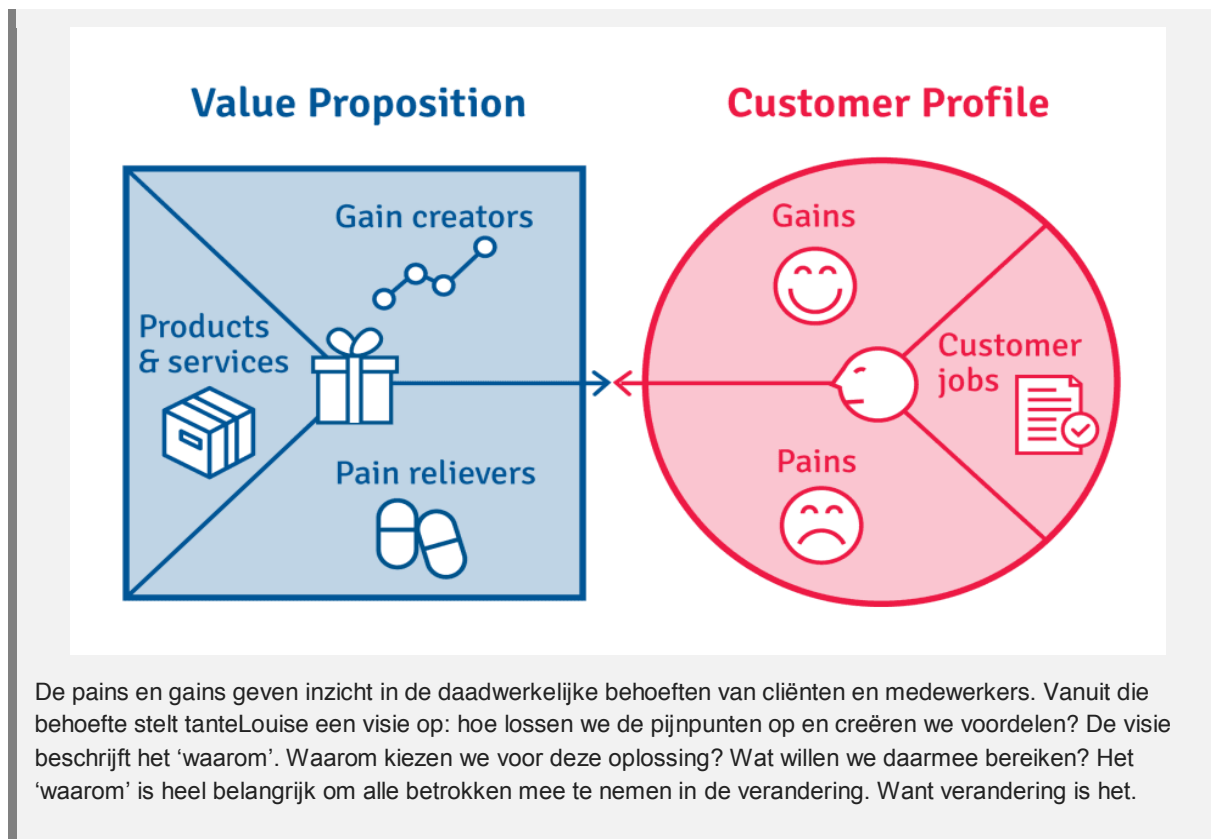 Value Proposition
Customer Profile
Gain creators
Products
& services
Pain relievers
Gains
Customer
jobs
Pains
De pains en gains geven inzicht in de daadwerkelijke behoeften van cliënten en medewerkers. Vanuit die
behoefte stelt tanteLouise een visie op: hoe lossen we de pijnpunten op en creëren we voordelen? De visie
beschrijft het ‘waarom’. Waarom kiezen we voor deze oplossing? Wat willen we daarmee bereiken? Het
‘waarom’ is heel belangrijk om alle betrokken mee te nemen in de verandering. Want verandering is het.